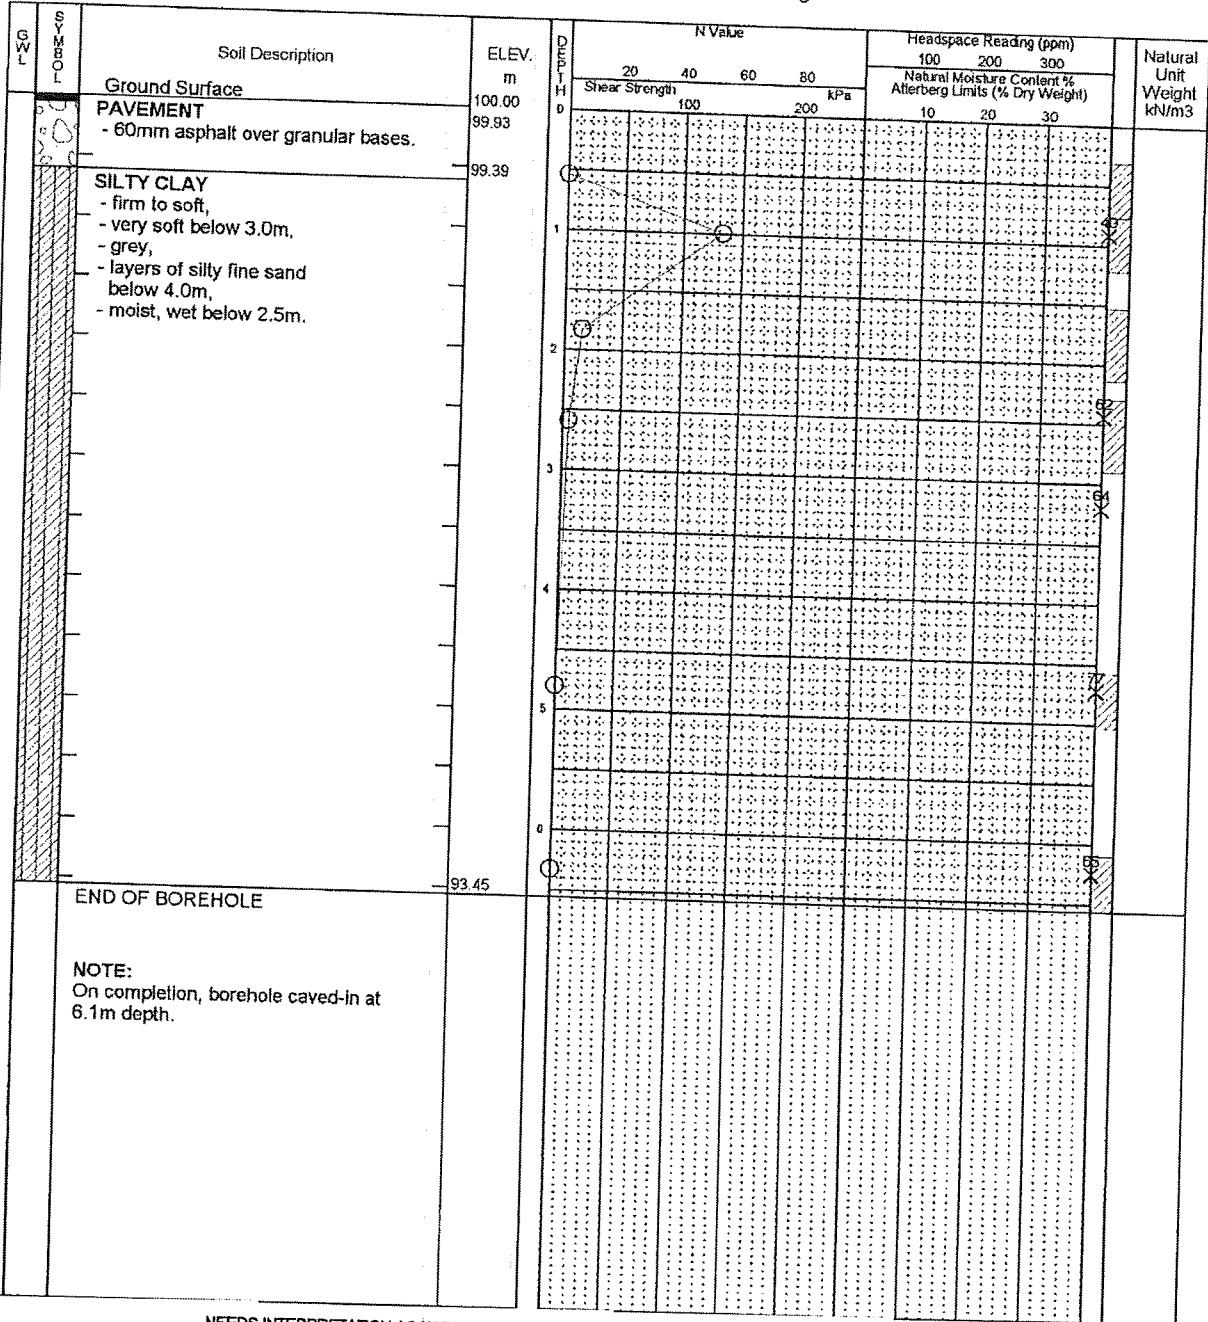 GWL
SYMBOL
Soil Description
Ground Surface
ELEV.
m
DEPTH
N Value
20 40 60 80
Shear Strength kPa
100 200
Headspace Reading (ppm)
100 200 300
Natural Moisture Content %
Atterberg Limits (% Dry Weight)
10 20 30
Natural
Unit
Weight
kN/m3
100.00
PAVEMENT
99.93
- 60mm asphalt over granular bases.
99.39
SILTY CLAY
- firm to soft,
- very soft below 3.0m,
- grey,
- layers of silty fine sand
below 4.0m,
- moist, wet below 2.5m.
1
49
2
62
3
64
4
77
5
65
93.45
END OF BOREHOLE
NOTE:
On completion, borehole caved-in at
6.1m depth.